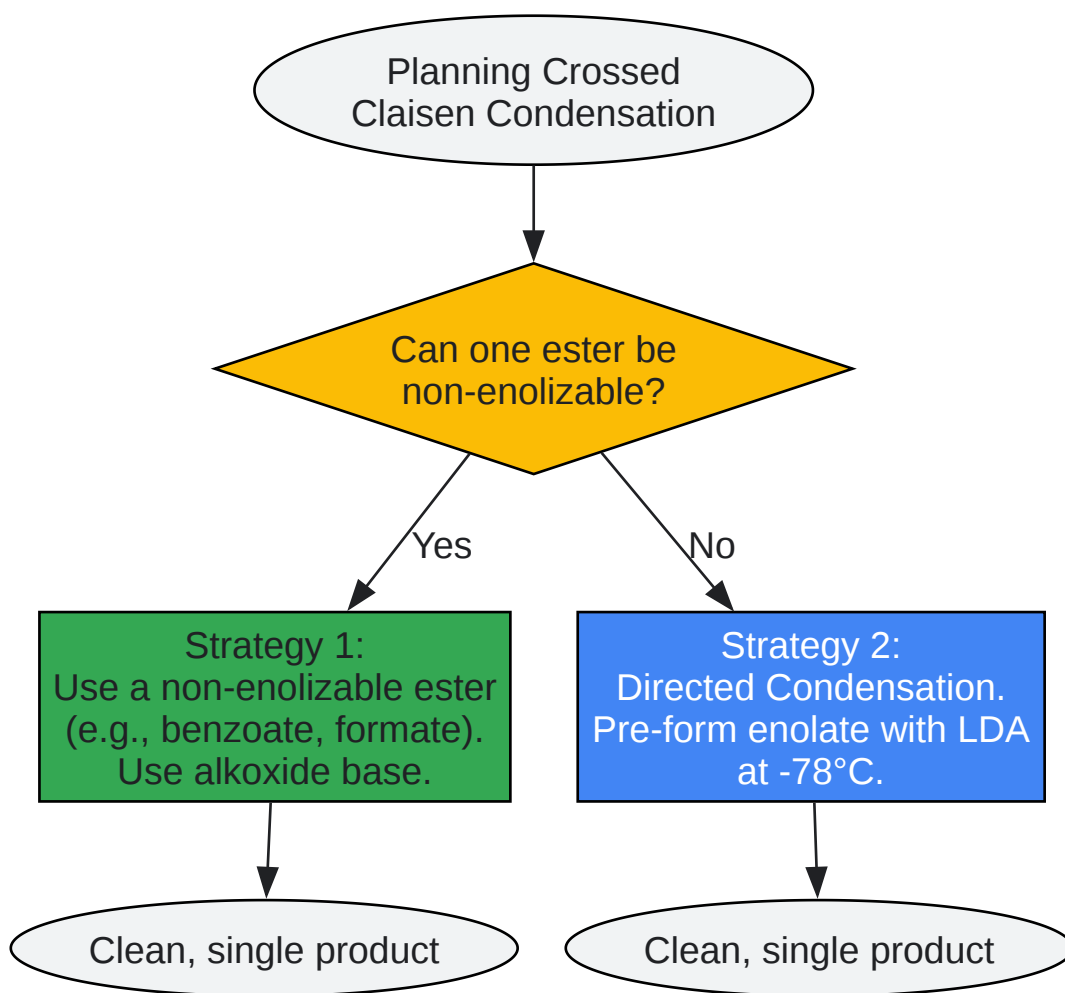 Planning Crossed
Claisen Condensation
Can one ester be
non-enolizable?
Yes
No
Strategy 1:
Use a non-enolizable ester
(e.g., benzoate, formate).
Use alkoxide base.
Strategy 2:
Directed Condensation.
Pre-form enolate with LDA
at -78°C.
Clean, single product
Clean, single product